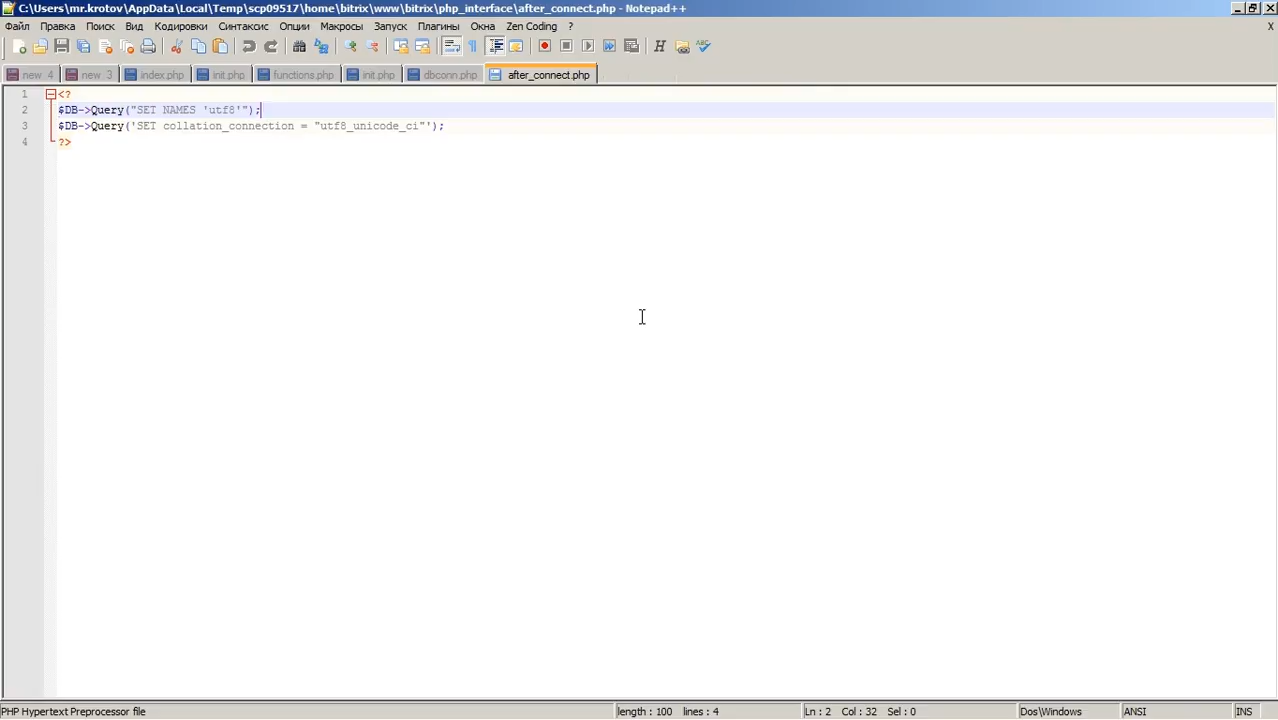 C:\Users\mr.krotov\AppData\Local\Temp\scp09517\home\bitrix\www\bitrix\php_interface\after_connect.php - Notepad++
Файл Правка Поиск Вид Кодировки Синтаксис Опции Макросы Запуск Плагины Окна Zen Coding ? X
new 4 new 3 index.php init.php functions.php init.php dbconn.php after_connect.php
1 <?
2 $DB->Query("SET NAMES 'utf8'");
3 $DB->Query('SET collation_connection = "utf8_unicode_ci"');
4 ?>
PHP Hypertext Preprocessor file length : 100 lines : 4 Ln : 2 Col : 32 Sel : 0 Dos\Windows ANSI INS